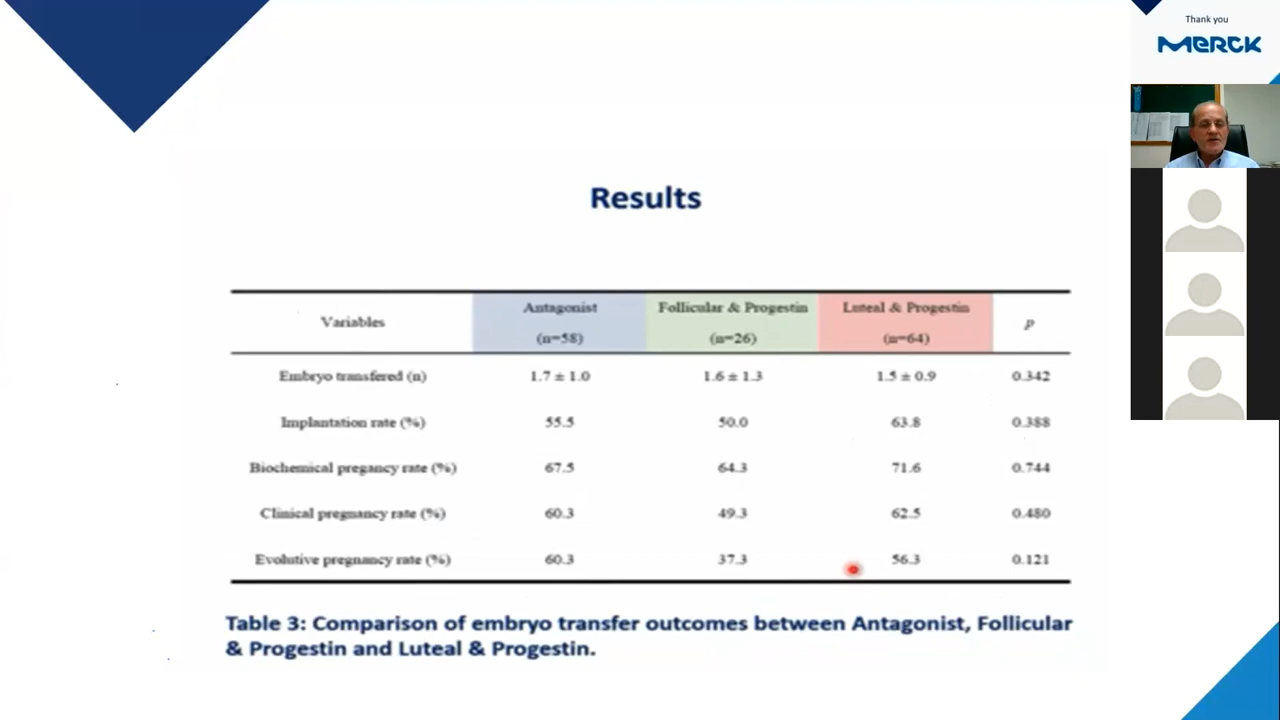 Thank you
MERCK
Results
Variables Antagonist (n=58) Follicular & Progestin (n=26) Luteal & Progestin (n=64) p
Embryo transfered (n) 1.7 ± 1.0 1.6 ± 1.3 1.5 ± 0.9 0.342
Implantation rate (%) 55.5 50.0 63.8 0.388
Biochemical pregancy rate (%) 67.5 64.3 71.6 0.744
Clinical pregnancy rate (%) 60.3 49.3 62.5 0.480
Evolutive pregnancy rate (%) 60.3 37.3 56.3 0.121
Table 3: Comparison of embryo transfer outcomes between Antagonist, Follicular
& Progestin and Luteal & Progestin.